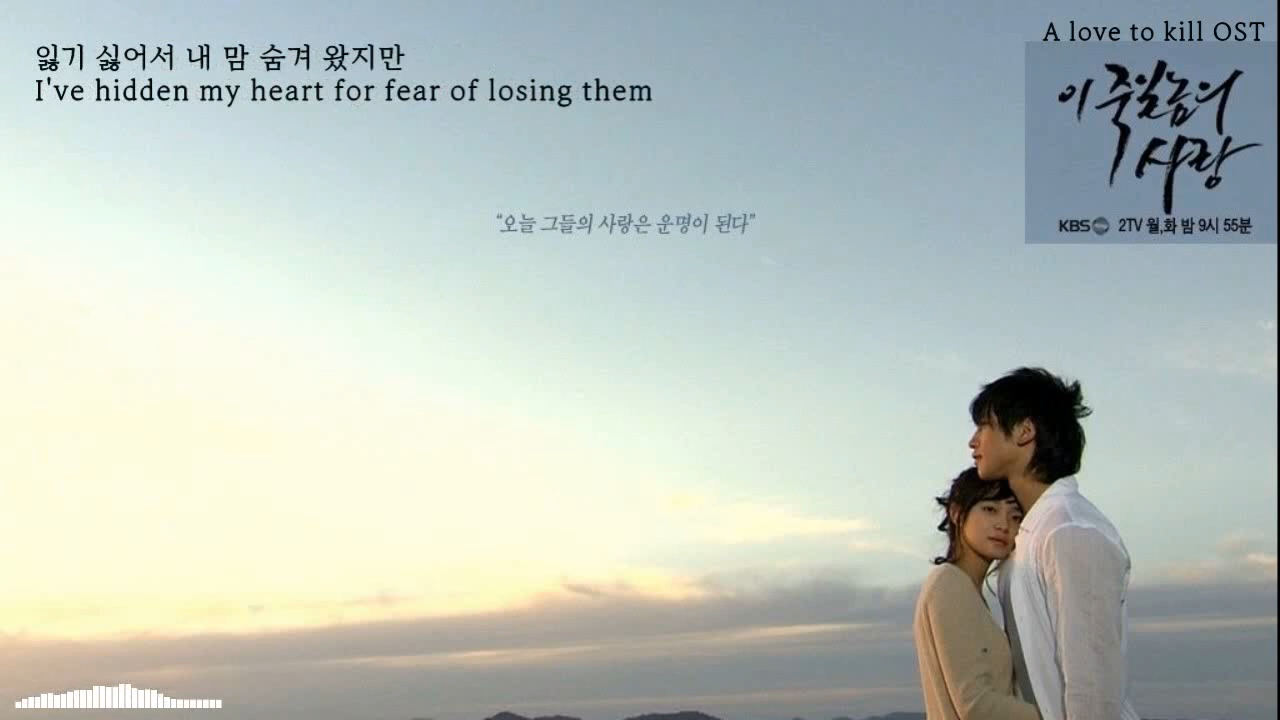 잃기 싫어서 내 맘 숨겨 왔지만
I've hidden my heart for fear of losing them
A love to kill OST
이 죽일놈의
사랑
KBS 2TV 월,화 밤 9시 55분
“오늘 그들의 사랑은 운명이 된다”